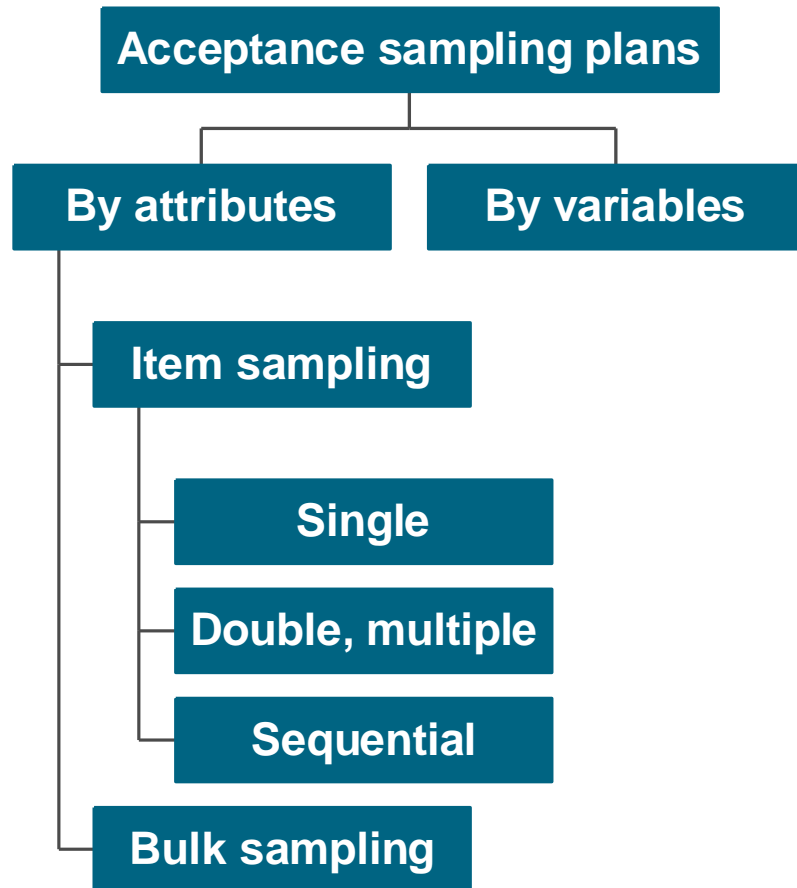 Acceptance sampling plans
By attributes
By variables
Item sampling
Single
Double, multiple
Sequential
Bulk sampling